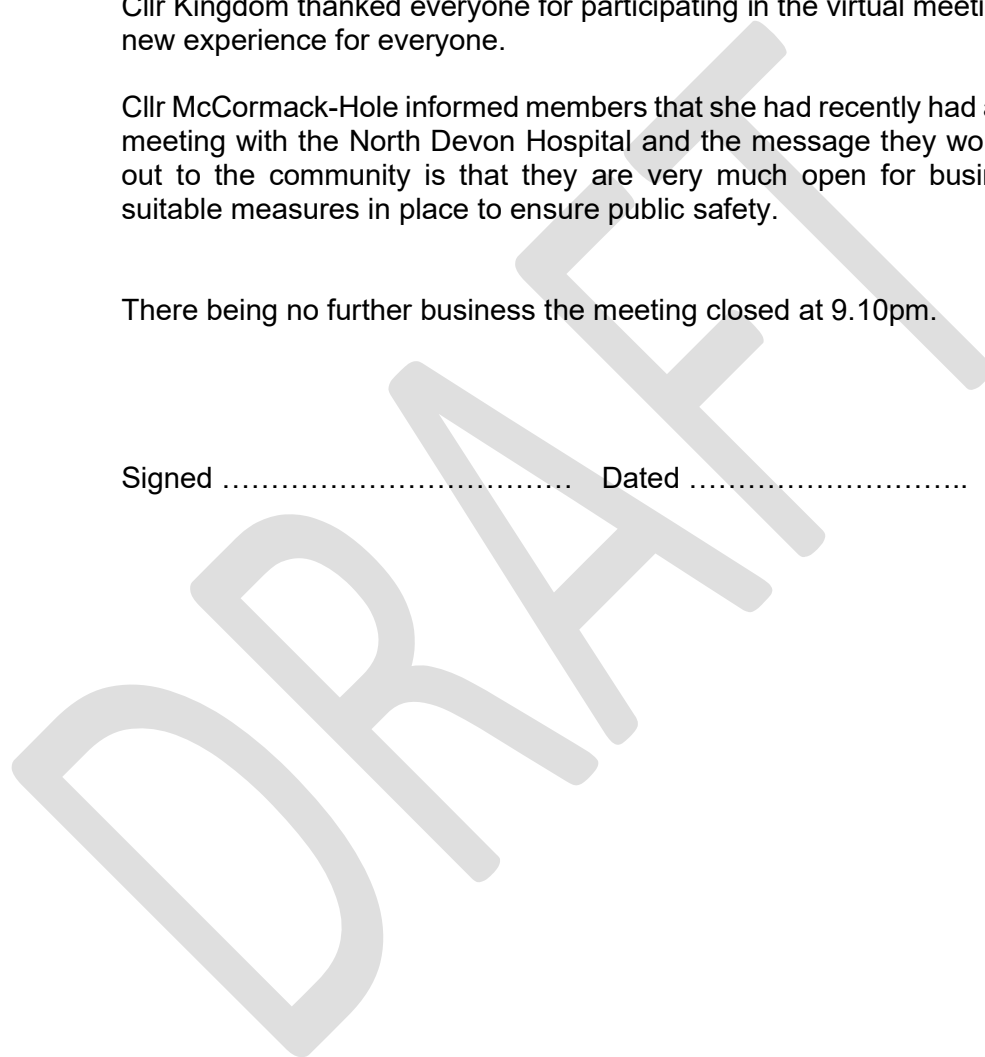 Cllr Kingdom thanked everyone for participating in the virtual
new experience for everyone.
Cllr McCormack-Hole informed members that she had recently had
meeting with the North Devon Hospital and the message they
out to the community is that they are very much open for
suitable measures in place to ensure public safety.
There being no further business the meeting closed at 9.10pm.
Signed ……………………………… Dated ………………………..
DRAFT